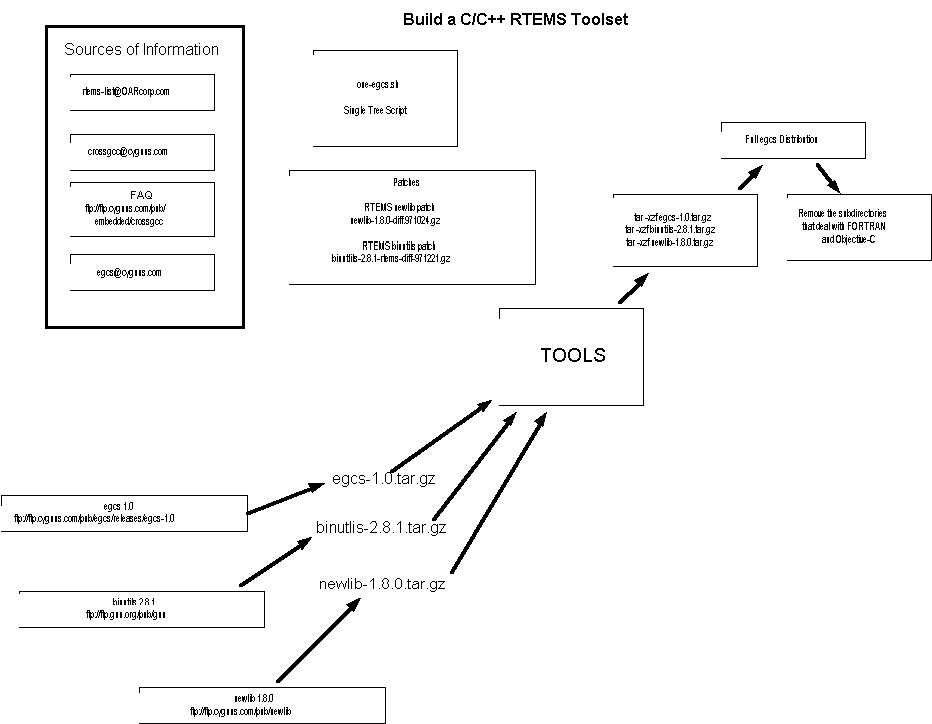 Build a C/C++ RTEMS Toolset
Sources of Information
rtems-list@OARcorp.com
crossgcc@cygnus.com
FAQ
ftp://ftp.cygnus.com/pub/
embedded/crossgcc
egcs@cygnus.com
one-egcs.sh
Single Tree Script
Patches
RTEMS newlib patch
newlib-1.8.0-diff-971024.gz
RTEMS binutils patch
binutils-2.8.1-rtems-diff-971221.gz
Full egcs Distribution
tar -xzf egcs-1.0.tar.gz
tar -xzf binutils-2.8.1.tar.gz
tar -xzf newlib-1.8.0.tar.gz
Remove the subdirectories
that deal with FORTRAN
and Objective-C
TOOLS
egcs-1.0.tar.gz
binutlis-2.8.1.tar.gz
newlib-1.8.0.tar.gz
egcs 1.0
ftp://ftp.cygnus.com/pub/egcs/releases/egcs-1.0
binutils 2.8.1
ftp://ftp.gnu.org/pub/gnu
newlib 1.8.0
ftp://ftp.cygnus.com/pub/newlib